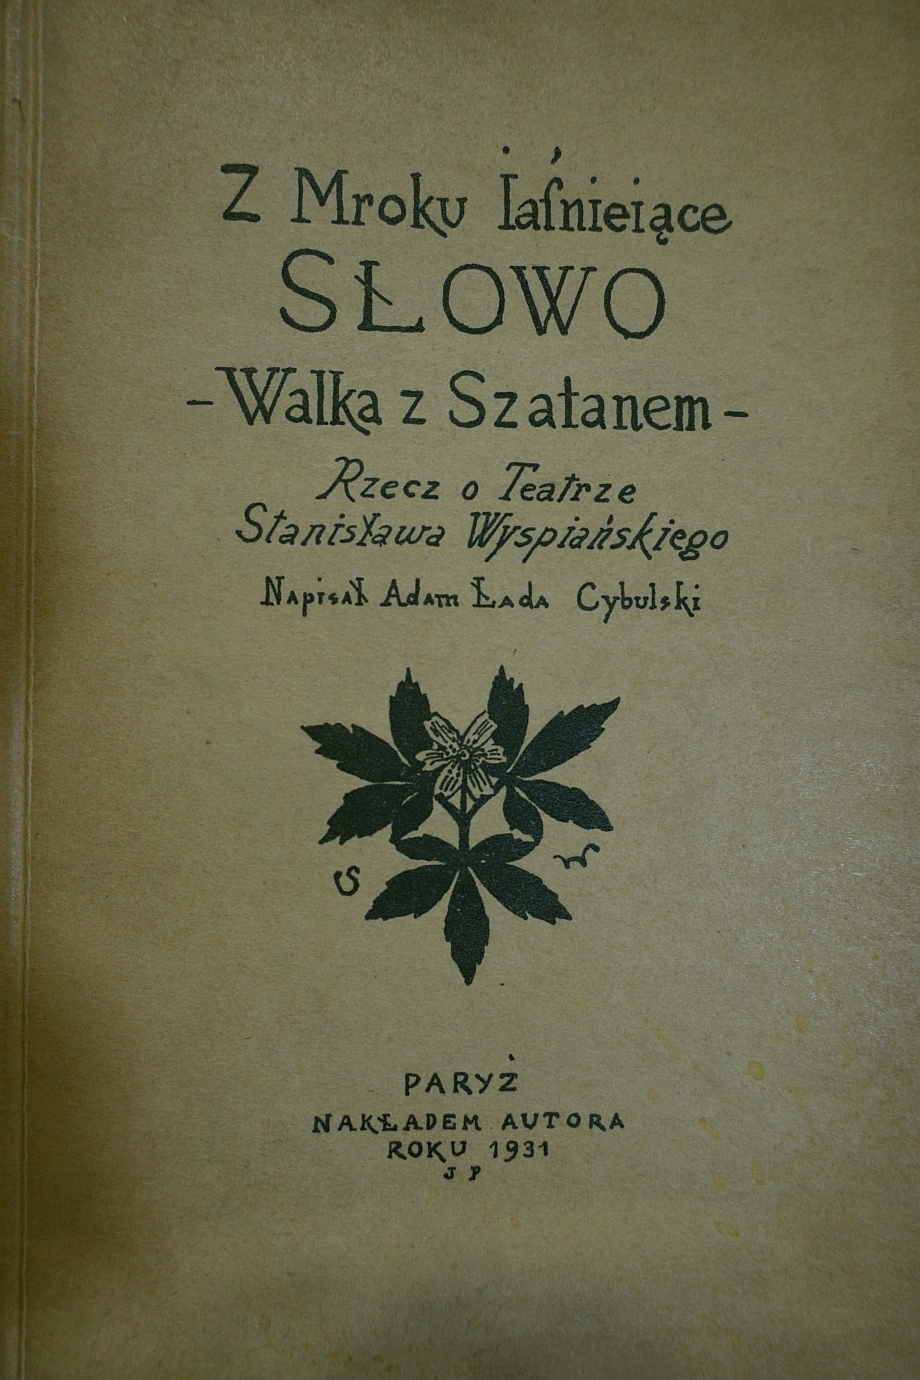 Z Mroku Iaśnieiące
SŁOWO
- Walka z Szatanem -
Rzecz o Teatrze
Stanisława Wyspiańskiego
Napisał Adam Łada Cybulski
S W
PARYŻ
NAKŁADEM AUTORA
ROKU 1931
J P